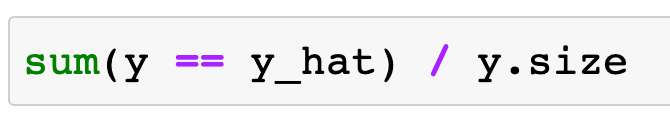 sum(y == y_hat) / y.size